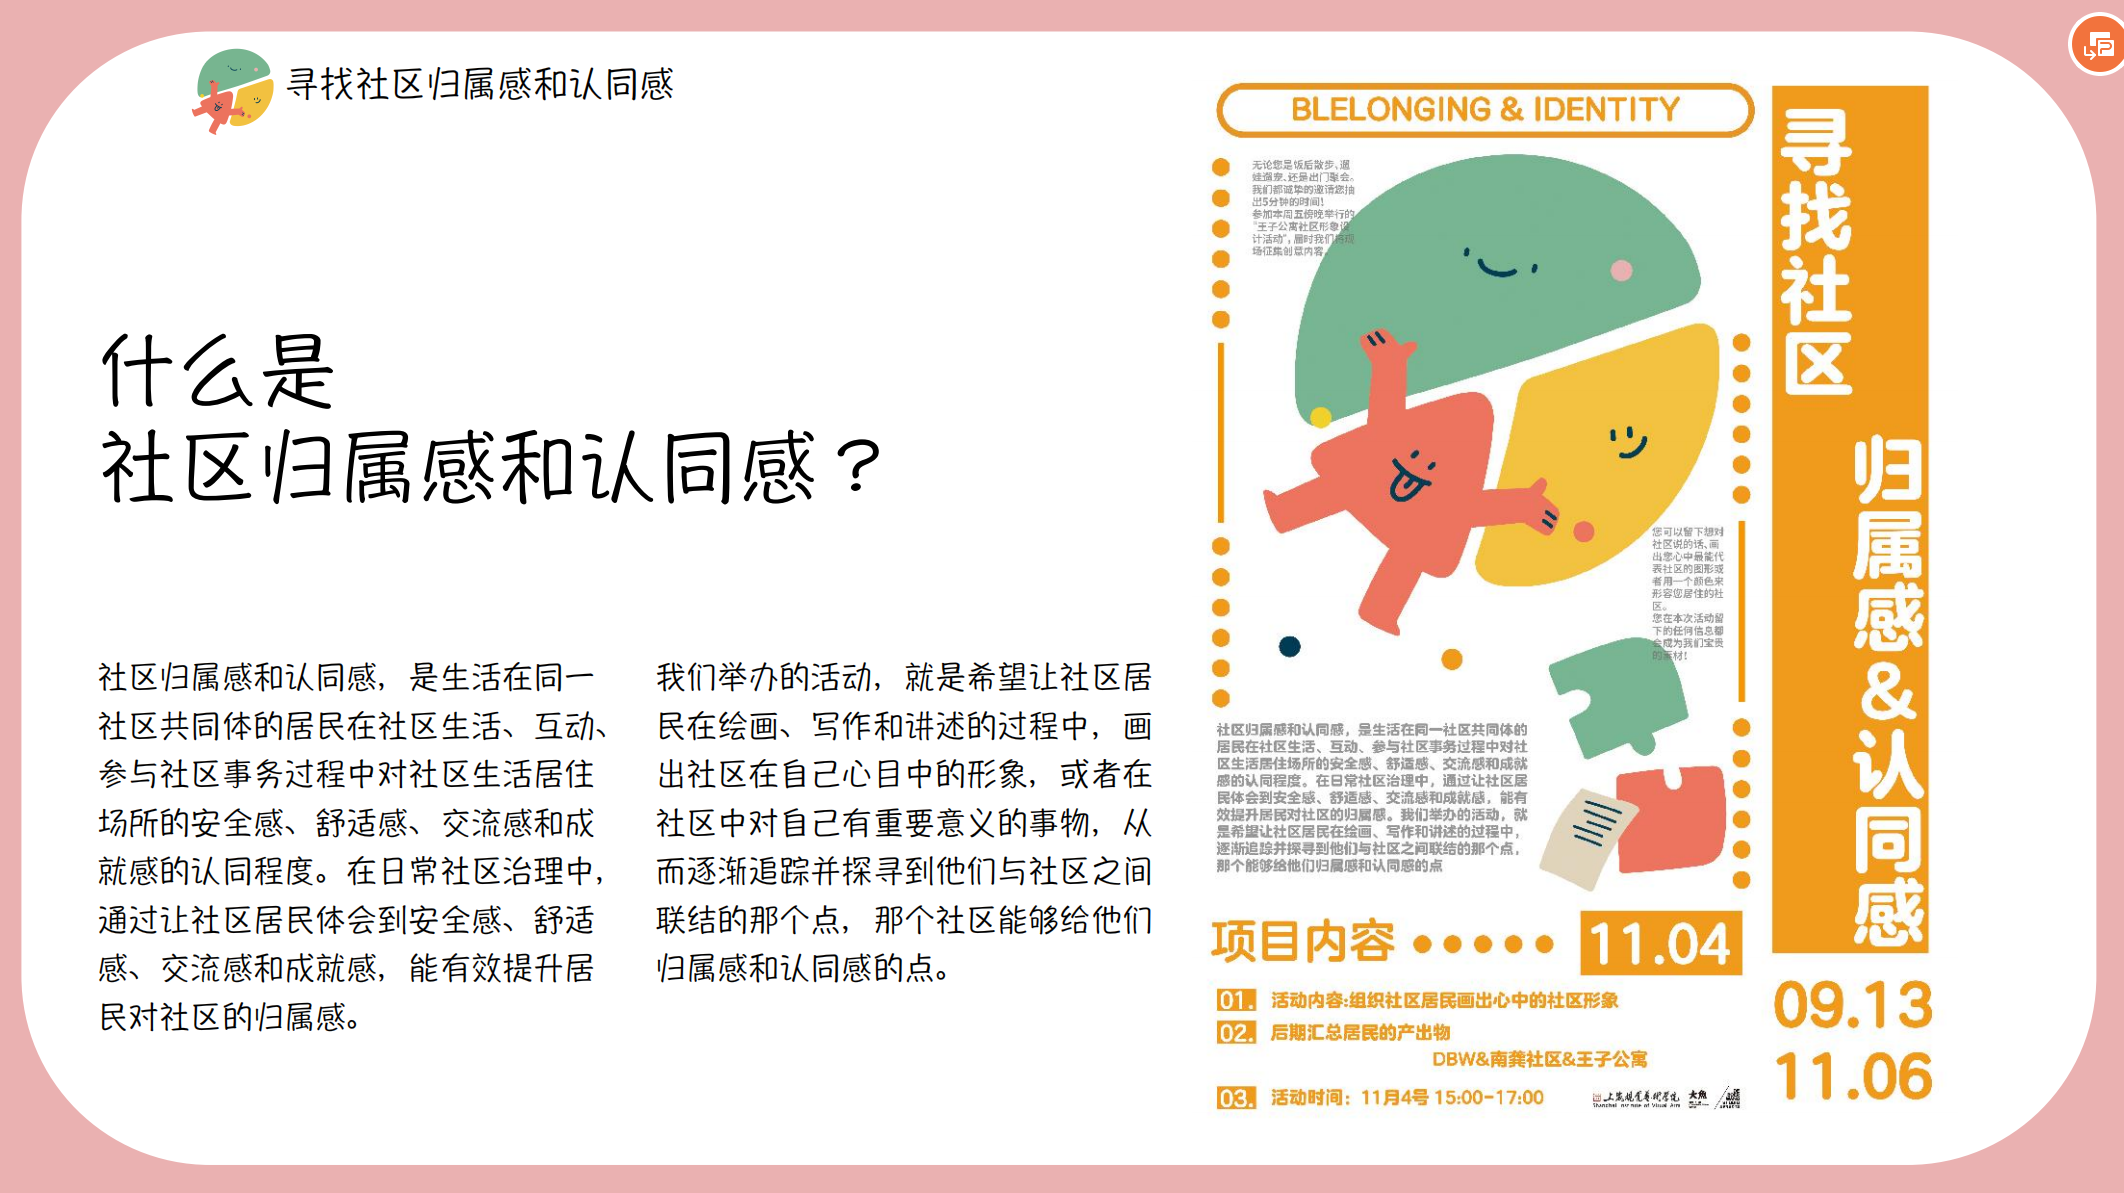 寻找社区归属感和认同感
什么是
社区归属感和认同感？
社区归属感和认同感，是生活在同一
社区共同体的居民在社区生活、互动、
参与社区事务过程中对社区生活居住
场所的安全感、舒适感、交流感和成
就感的认同程度。在日常社区治理中，
通过让社区居民体会到安全感、舒适
感、交流感和成就感，能有效提升居
民对社区的归属感。
我们举办的活动，就是希望让社区居
民在绘画、写作和讲述的过程中，画
出社区在自己心目中的形象，或者在
社区中对自己有重要意义的事物，从
而逐渐追踪并探寻到他们与社区之间
联结的那个点，那个社区能够给他们
归属感和认同感的点。
BLELONGING & IDENTITY
无论您是饭后散步、遛
娃遛宠、还是出门聚会。
我们都诚挚的邀请您抽
出5分钟的时间！
参加本周五傍晚举行的
“王子公寓社区形象设
计活动”，届时我们将现
场征集创意内容。
您可以留下想对
社区说的话、画
出您心中最能代
表社区的图形或
者用一个颜色来
形容您居住的社
区。
您在本次活动留
下的任何信息都
会成为我们宝贵
的素材！
社区归属感和认同感，是生活在同一社区共同体的
居民在社区生活、互动、参与社区事务过程中对社
区生活居住场所的安全感、舒适感、交流感和成就
感的认同程度。在日常社区治理中，通过让社区居
民体会到安全感、舒适感、交流感和成就感，能有
效提升居民对社区的归属感。我们举办的活动，就
是希望让社区居民在绘画、写作和讲述的过程中，
逐渐追踪并探寻到他们与社区之间联结的那个点，
那个能够给他们归属感和认同感的点
项目内容
11.04
01. 活动内容:组织社区居民画出心中的社区形象
02. 后期汇总居民的产出物
DBW&南龚社区&王子公寓
03. 活动时间：11月4号 15:00-17:00
上海视觉艺术学院
大鱼
寻找社区
归属感&认同感
09.13
11.06